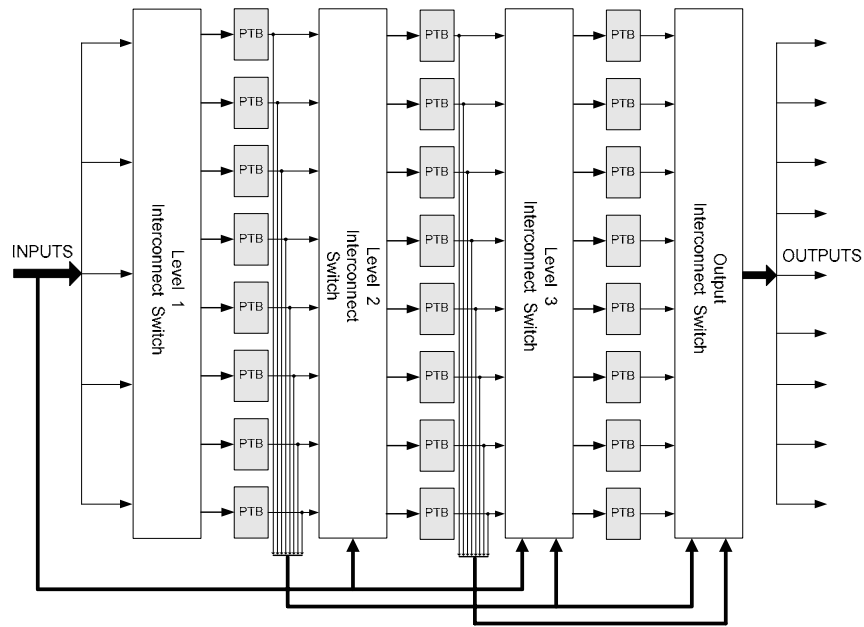 INPUTS
Level 1
Interconnect Switch
PTB
PTB
PTB
PTB
PTB
PTB
PTB
PTB
Level 2
Interconnect
Switch
PTB
PTB
PTB
PTB
PTB
PTB
PTB
PTB
Level 3
Interconnect Switch
PTB
PTB
PTB
PTB
PTB
PTB
PTB
PTB
Output
Interconnect Switch
OUTPUTS